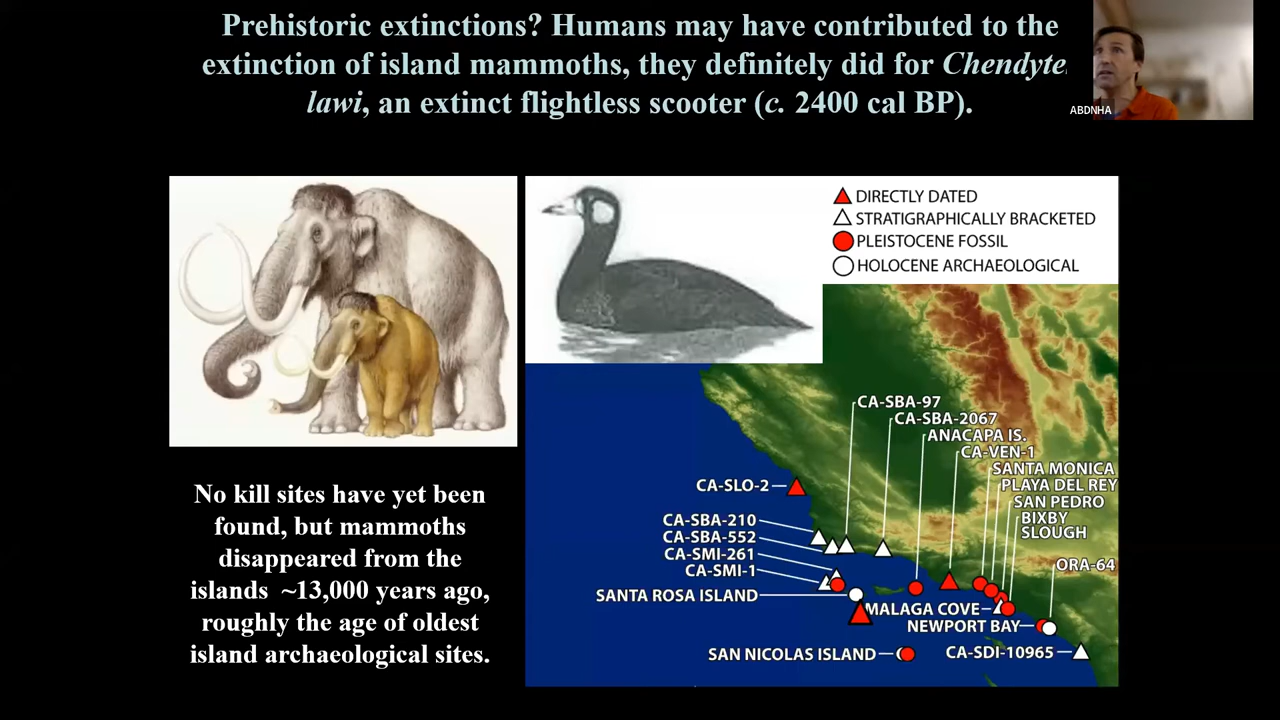 Prehistoric extinctions? Humans may have contributed to the
extinction of island mammoths, they definitely did for Chendyte
lawi, an extinct flightless scooter (c. 2400 cal BP).
ABDNHA
DIRECTLY DATED
STRATIGRAPHICALLY BRACKETED
PLEISTOCENE FOSSIL
HOLOCENE ARCHAEOLOGICAL
CA-SBA-97
CA-SBA-2067
ANACAPA IS.
CA-VEN-1
SANTA MONICA
PLAYA DEL REY
SAN PEDRO
BIXBY
SLOUGH
CA-SLO-2
CA-SBA-210
CA-SBA-552
CA-SMI-261
CA-SMI-1
ORA-64
SANTA ROSA ISLAND
MALAGA COVE
NEWPORT BAY
SAN NICOLAS ISLAND
CA-SDI-10965
No kill sites have yet been
found, but mammoths
disappeared from the
islands ~13,000 years ago,
roughly the age of oldest
island archaeological sites.